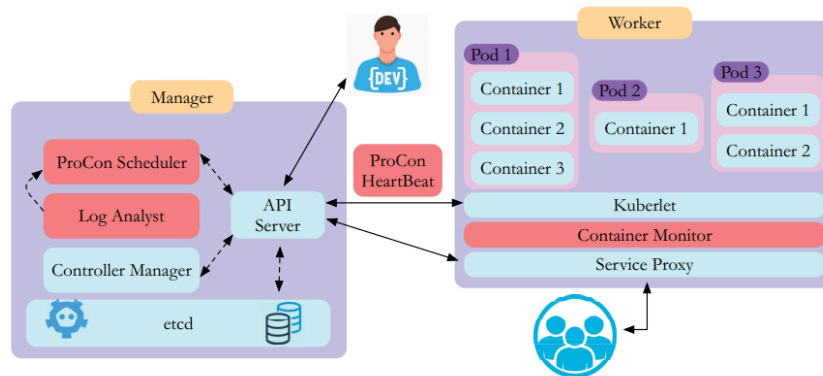 Manager
ProCon Scheduler
Log Analyst
Controller Manager
API
Server
etcd
{DEV}
ProCon
HeartBeat
Worker
Pod 1
Container 1
Container 2
Container 3
Pod 2
Container 1
Pod 3
Container 1
Container 2
Kuberlet
Container Monitor
Service Proxy